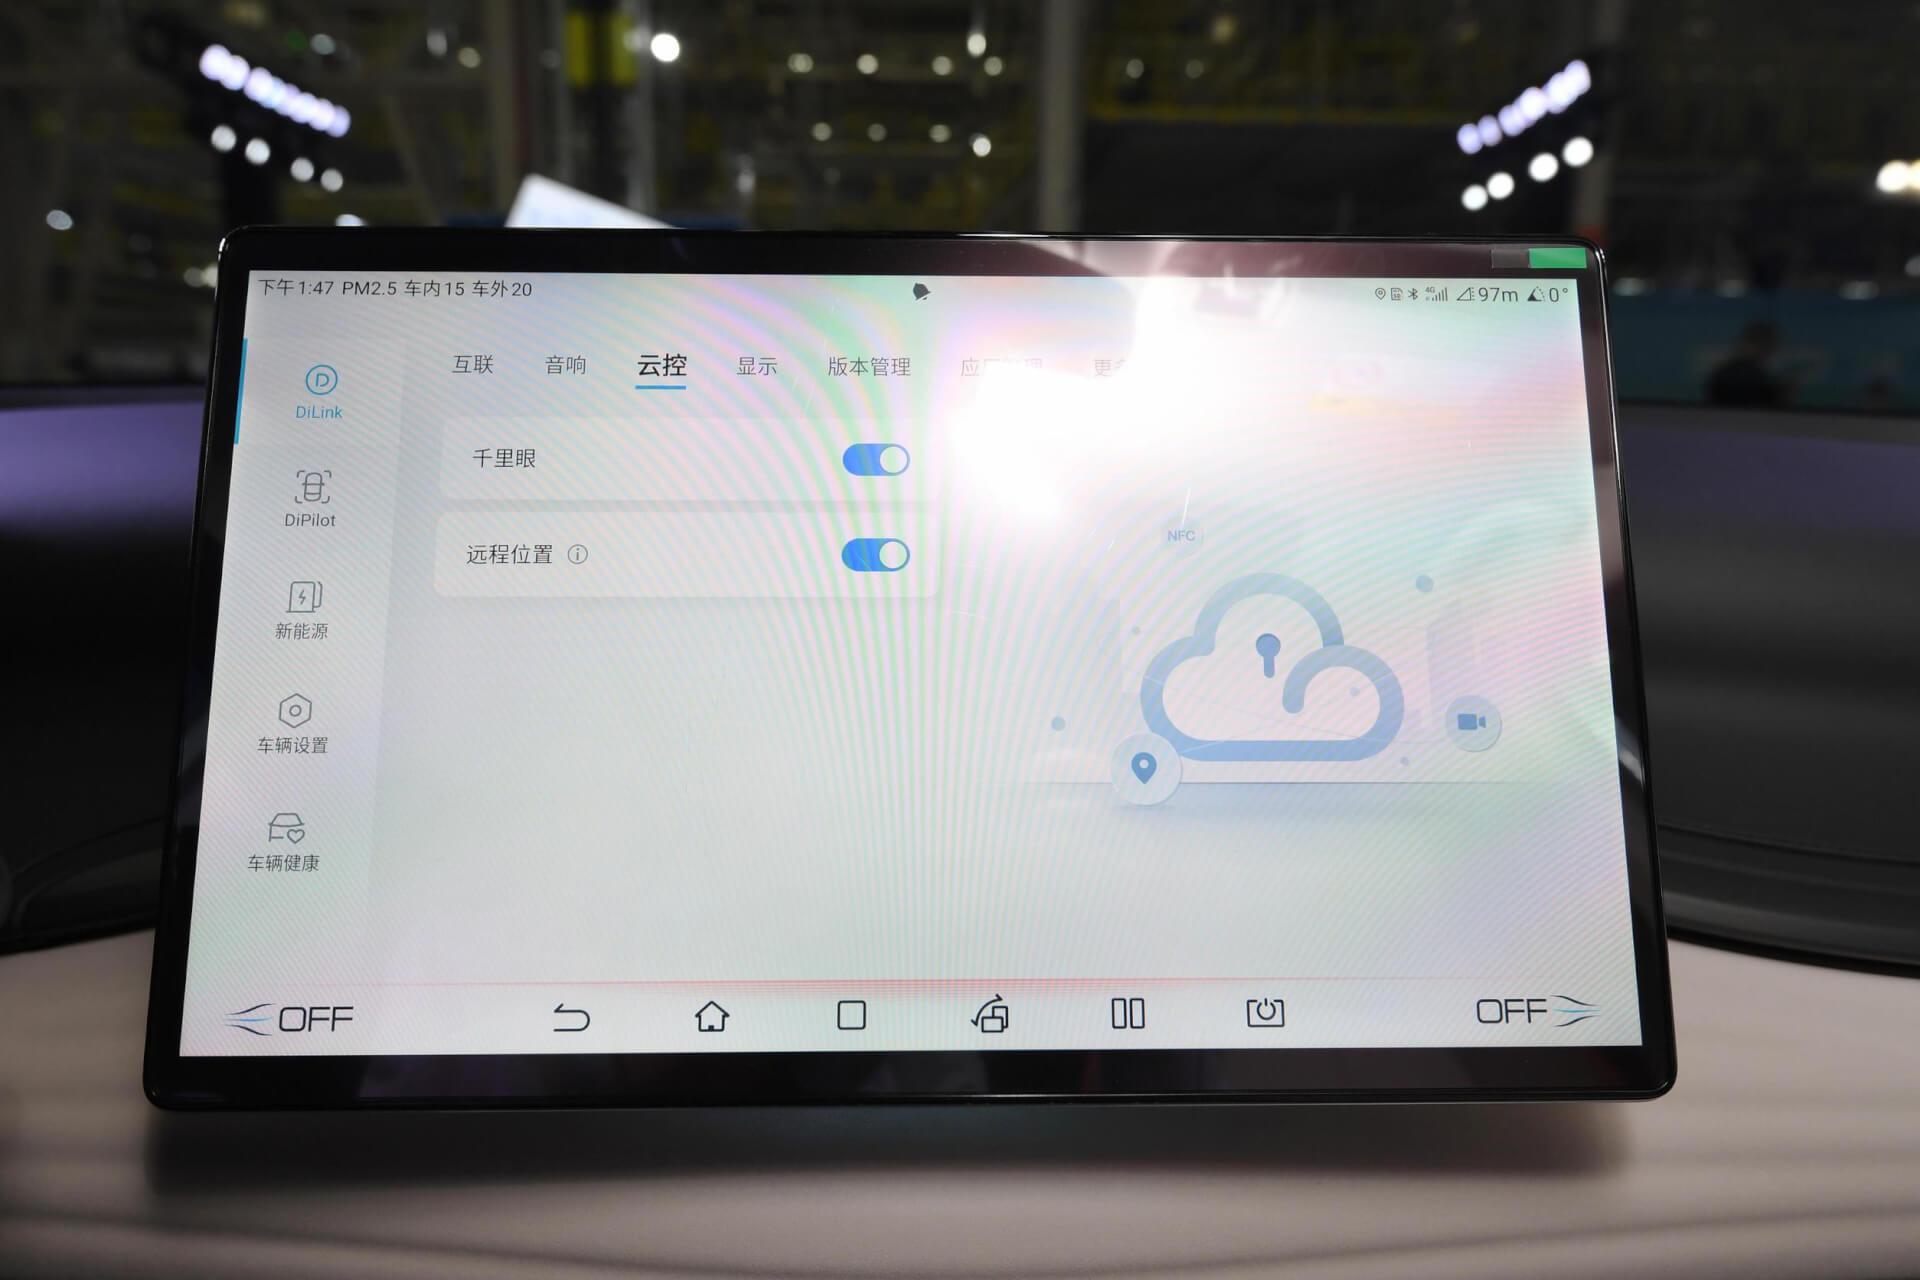 下午1:47 PM2.5 车内15 车外20
4G 97m 0°
互联 音响 云控 显示 版本管理
DiLink
千里眼
DiPilot
远程位置
NFC
新能源
车辆设置
车辆健康
OFF OFF